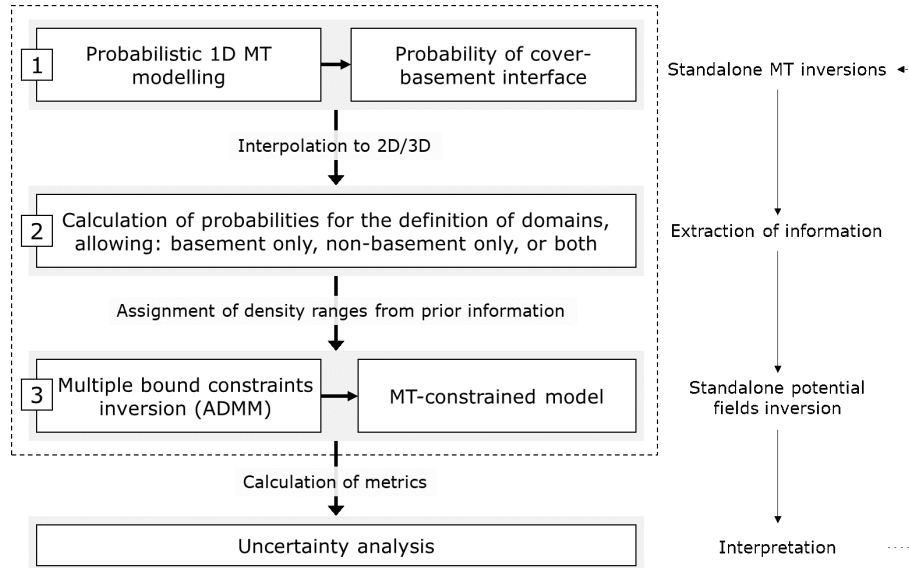 1
Probabilistic 1D MT
modelling
Probability of cover-
basement interface
Standalone MT inversions
Interpolation to 2D/3D
2
Calculation of probabilities for the definition of domains,
allowing: basement only, non-basement only, or both
Extraction of information
Assignment of density ranges from prior information
3
Multiple bound constraints
inversion (ADMM)
MT-constrained model
Standalone potential
fields inversion
Calculation of metrics
Uncertainty analysis
Interpretation